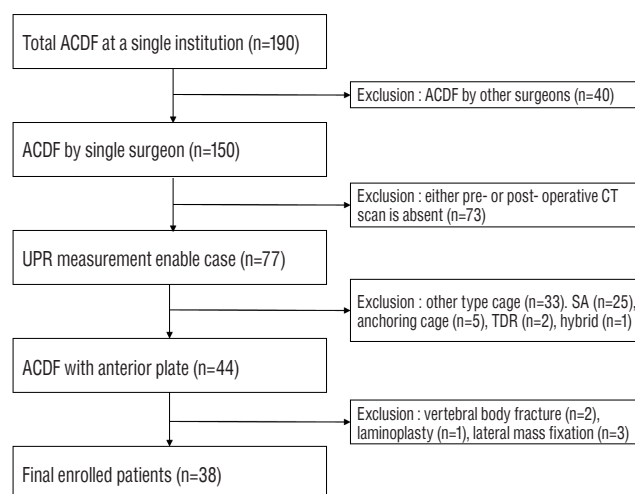 Total ACDF at a single institution (n=190)
Exclusion : ACDF by other surgeons (n=40)
ACDF by single surgeon (n=150)
Exclusion : either pre- or post- operative CT
scan is absent (n=73)
UPR measurement enable case (n=77)
Exclusion : other type cage (n=33). SA (n=25),
anchoring cage (n=5), TDR (n=2), hybrid (n=1)
ACDF with anterior plate (n=44)
Exclusion : vertebral body fracture (n=2),
laminoplasty (n=1), lateral mass fixation (n=3)
Final enrolled patients (n=38)